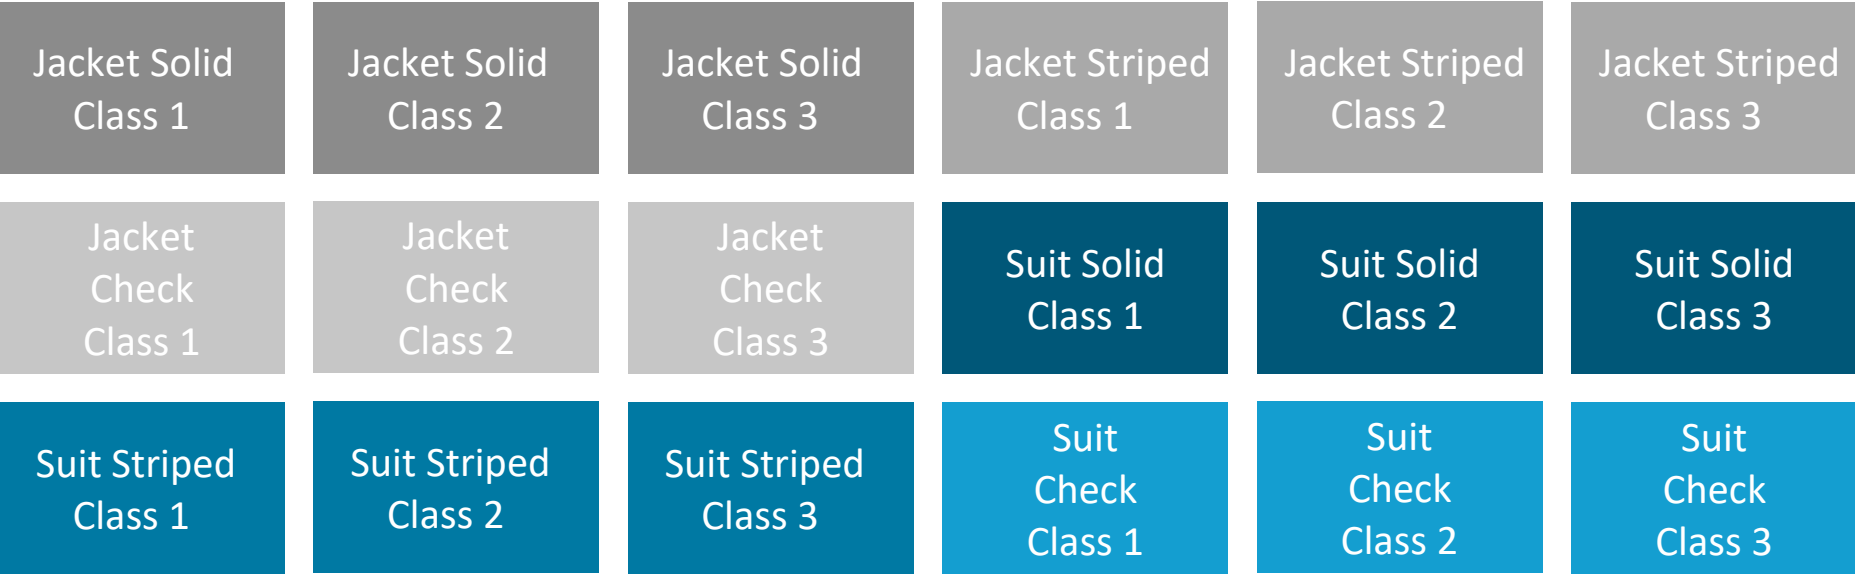 Jacket Solid
Class 1
Jacket Solid
Class 2
Jacket Solid
Class 3
Jacket Striped
Class 1
Jacket Striped
Class 2
Jacket Striped
Class 3
Jacket
Check
Class 1
Jacket
Check
Class 2
Jacket
Check
Class 3
Suit Solid
Class 1
Suit Solid
Class 2
Suit Solid
Class 3
Suit Striped
Class 1
Suit Striped
Class 2
Suit Striped
Class 3
Suit
Check
Class 1
Suit
Check
Class 2
Suit
Check
Class 3